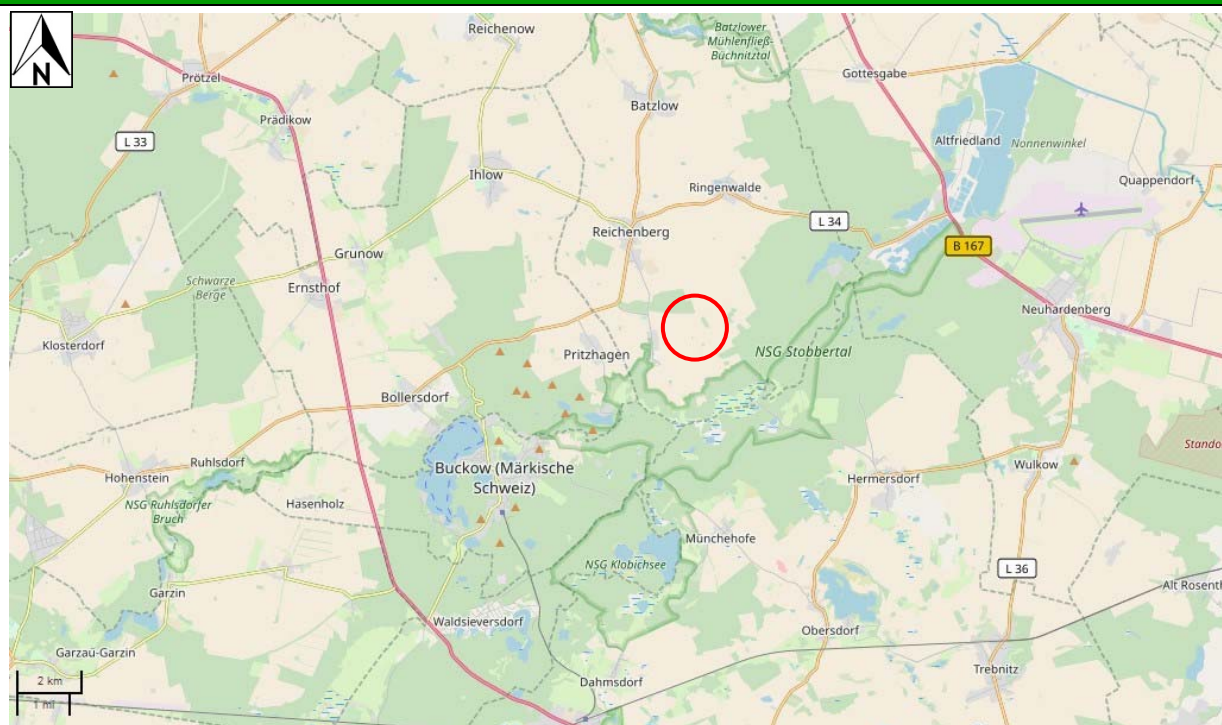 N
Reichenow
Batzlower
Mühlenfließ-
Büchnitztal
Prötzel
Gottesgabe
Batzlow
Prädikow
L 33
Altfriedland
Nonnenwinkel
Ihlow
Ringenwalde
Quappendorf
Reichenberg
L 34
B 167
Grunow
Schwarze
Berge
Ernsthof
Neuhardenberg
Klosterdorf
Pritzhagen
NSG Stobbertal
Bollersdorf
Ruhlsdorf
Hohenstein
Buckow (Märkische
Schweiz)
Stando
Wulkow
Hermersdorf
NSG Ruhlsdorfer
Bruch
Hasenholz
Münchehofe
NSG Klobichsee
L 36
Garzin
Alt Rosenth
Waldsieversdorf
Obersdorf
Garzau-Garzin
Trebnitz
2 km
1 mi
Dahmsdorf